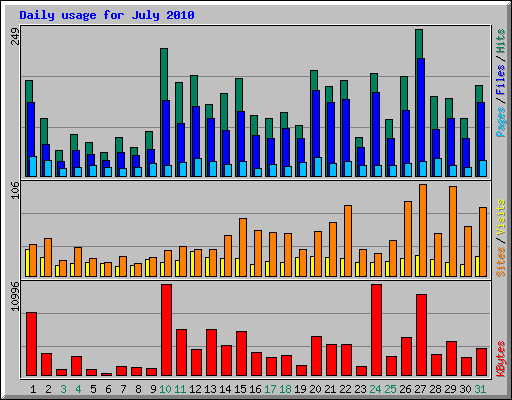 Daily usage for July 2010
249
Pages / Files / Hits
106
Sites / Visits
10996
KBytes
1 2 3 4 5 6 7 8 9 10 11 12 13 14 15 16 17 18 19 20 21 22 23 24 25 26 27 28 29 30 31